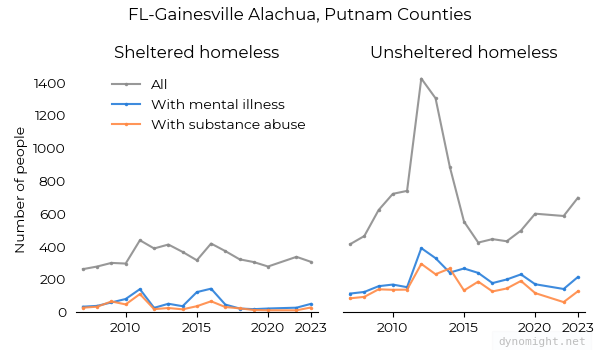 FL-Gainesville Alachua, Putnam Counties
Sheltered homeless
Unsheltered homeless
Number of people
1400
1200
1000
800
600
400
200
0
All
With mental illness
With substance abuse
2010
2015
2020
2023
2010
2015
2020
2023
dynomight.net